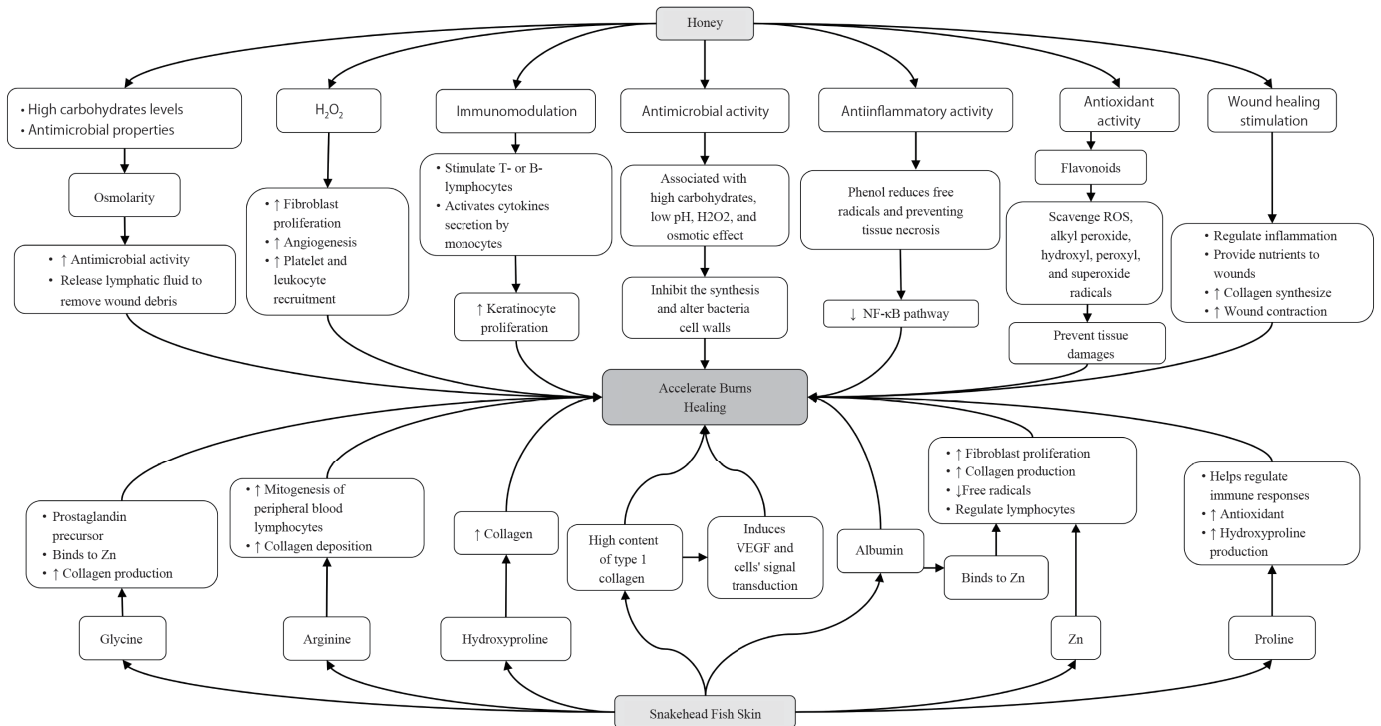 Honey
• High carbohydrates levels
• Antimicrobial properties
H₂O₂
Immunomodulation
Antimicrobial activity
Antiinflammatory activity
Antioxidant
activity
Wound healing
stimulation
Osmolarity
• ↑ Antimicrobial activity
• Release lymphatic fluid to
remove wound debris
• ↑ Fibroblast
proliferation
• ↑ Angiogenesis
• ↑ Platelet and
leukocyte
recruitment
• Stimulate T- or B-
lymphocytes
• Activates cytokines
secretion by
monocytes
↑ Keratinocyte
proliferation
Associated with
high carbohydrates,
low pH, H2O2, and
osmotic effect
Inhibit the synthesis
and alter bacteria
cell walls
Phenol reduces free
radicals and preventing
tissue necrosis
↓ NF-κB pathway
Flavonoids
Scavenge ROS,
alkyl peroxide,
hydroxyl, peroxyl,
and superoxide
radicals
Prevent tissue
damages
• Regulate inflammation
• Provide nutrients to
wounds
• ↑ Collagen synthesize
• ↑ Wound contraction
Accelerate Burns
Healing
• Prostaglandin
precursor
• Binds to Zn
• ↑ Collagen production
• ↑ Mitogenesis of
peripheral blood
lymphocytes
• ↑ Collagen deposition
↑ Collagen
High content
of type 1
collagen
Induces
VEGF and
cells' signal
transduction
Albumin
Binds to Zn
• ↑ Fibroblast proliferation
• ↑ Collagen production
• ↓Free radicals
• Regulate lymphocytes
• Helps regulate
immune responses
• ↑ Antioxidant
• ↑ Hydroxyproline
production
Glycine
Arginine
Hydroxyproline
Zn
Proline
Snakehead Fish Skin